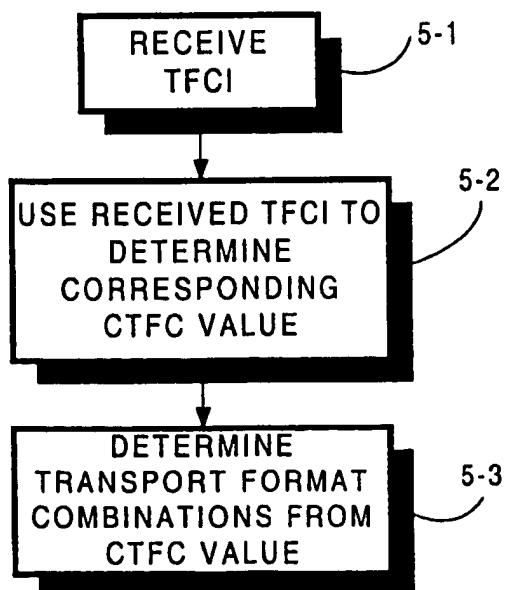 RECEIVE
TFCI
5-1
USE RECEIVED TFCI TO
DETERMINE
CORRESPONDING
CTFC VALUE
5-2
DETERMINE
TRANSPORT FORMAT
COMBINATIONS FROM
CTFC VALUE
5-3